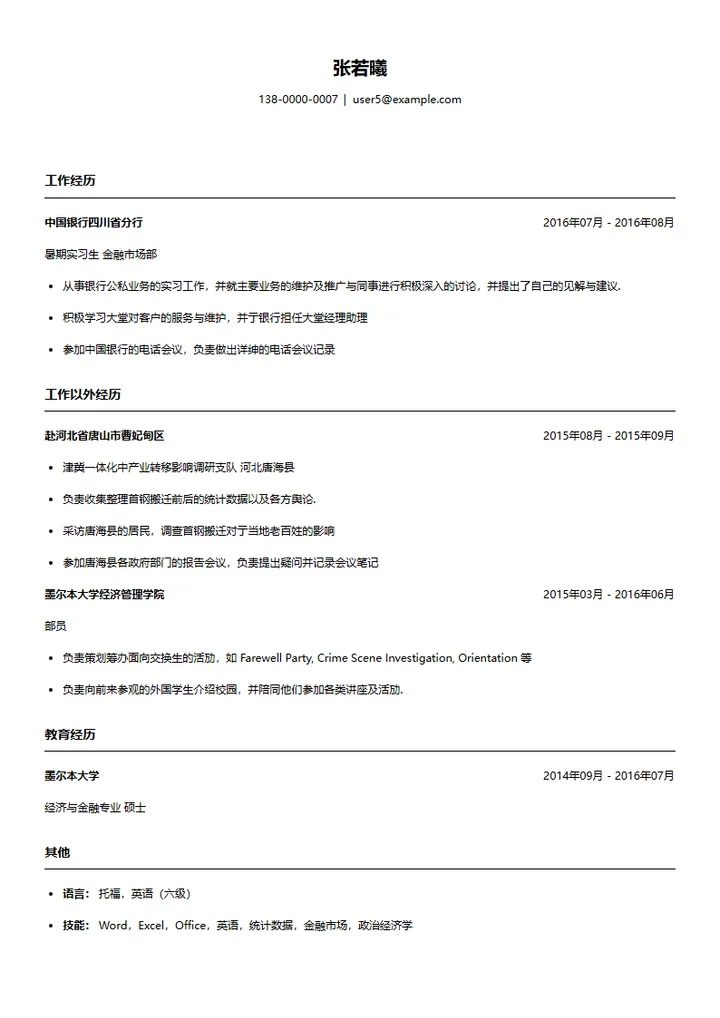 张若曦
138-0000-0007 | user5@example.com
工作经历
中国银行四川省分行 2016年07月 - 2016年08月
暑期实习生 金融市场部
• 从事银行公私业务的实习工作，并就主要业务的维护及推广与同事进行积极深入的讨论，并提出了自己的见解与建议.
• 积极学习大堂对客户的服务与维护，并于银行担任大堂经理助理
• 参加中国银行的电话会议，负责做出详绅的电话会议记录
工作以外经历
赴河北省唐山市曹妃甸区 2015年08月 - 2015年09月
• 津冀一体化中产业转移影响调研支队 河北唐海县
• 负责收集整理首钢搬迁前后的统计数据以及各方舆论.
• 采访唐海县的居民，调查首钢搬迁对于当地老百姓的影响
• 参加唐海县各政府部门的报告会议，负责提出疑问并记录会议笔记
墨尔本大学经济管理学院 2015年03月 - 2016年06月
部员
• 负责策划筹办面向交换生的活动，如 Farewell Party, Crime Scene Investigation, Orientation 等
• 负责向前来参观的外国学生介绍校园，并陪同他们参加各类讲座及活动.
教育经历
墨尔本大学 2014年09月 - 2016年07月
经济与金融专业 硕士
其他
• 语言： 托福，英语（六级）
• 技能： Word，Excel，Office，英语，统计数据，金融市场，政治经济学